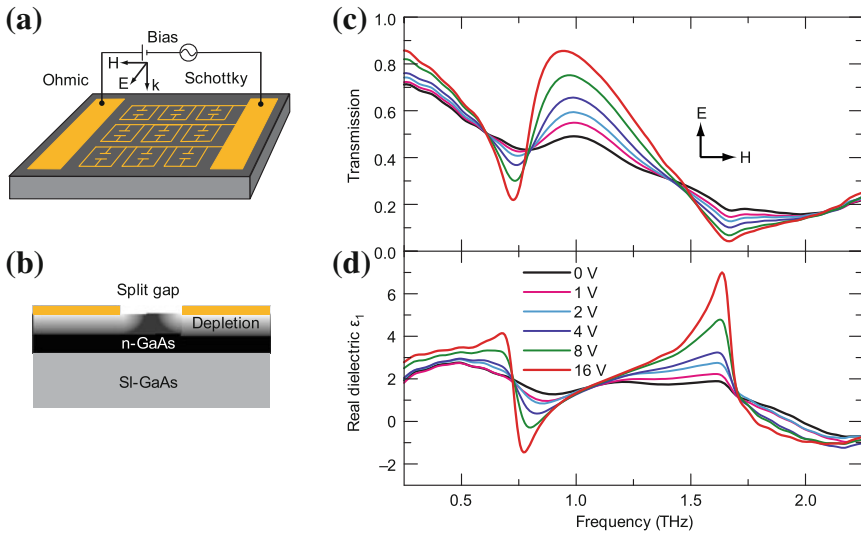 (a)
Bias
H
Ohmic
E
k
Schottky
(b)
Split gap
Depletion
n-GaAs
SI-GaAs
(c)
1.0
0.8
0.6
0.4
0.2
0.0
Transmission
E
H
(d)
6
4
2
0
−2
Real dielectric ε1
0 V
1 V
2 V
4 V
8 V
16 V
0.5 1.0 1.5 2.0
Frequency (THz)